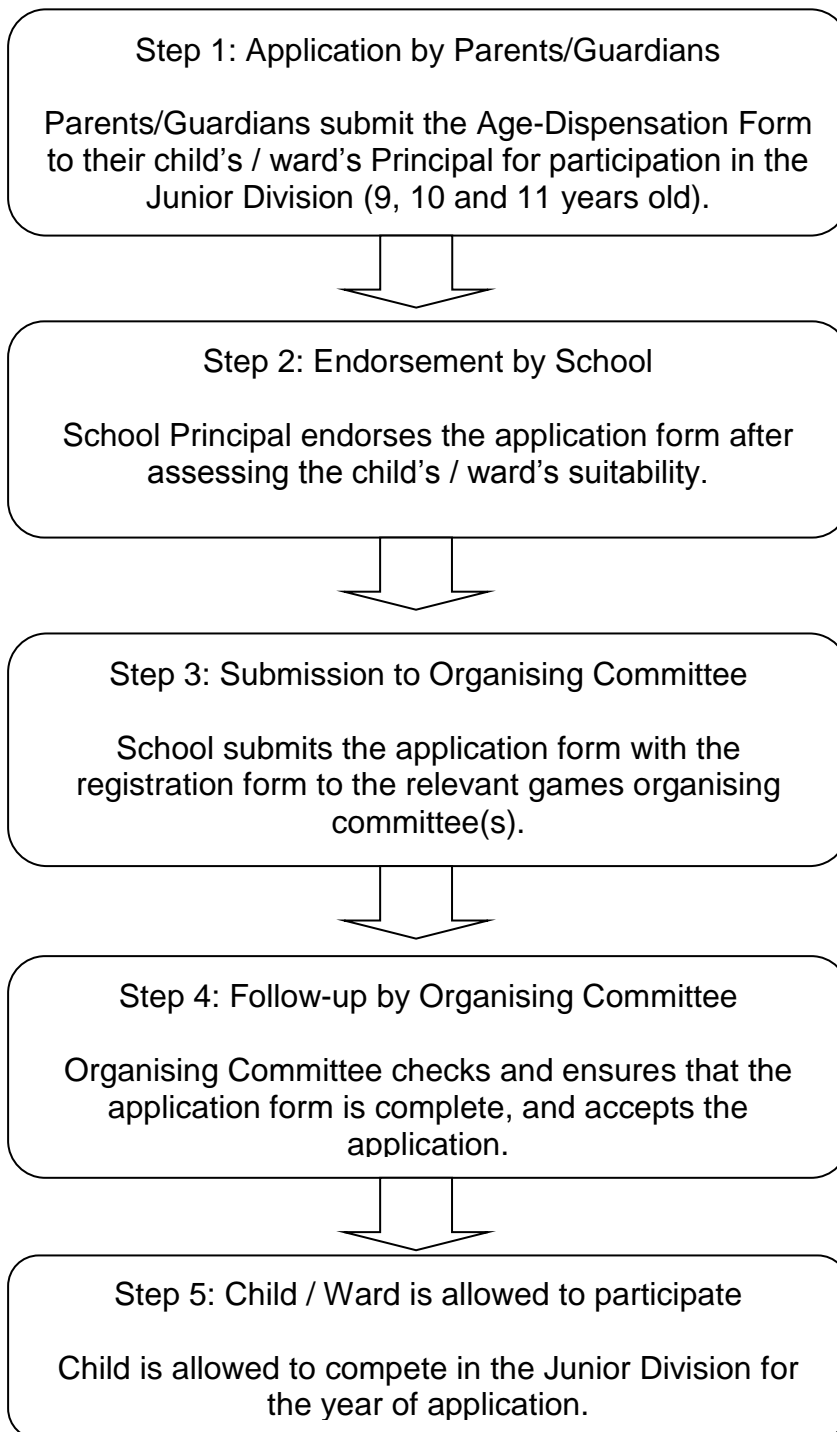 Step 1: Application by Parents/Guardians
Parents/Guardians submit the Age-Dispensation Form
to their child’s / ward’s Principal for participation in the
Junior Division (9, 10 and 11 years old).
Step 2: Endorsement by School
School Principal endorses the application form after
assessing the child’s / ward’s suitability.
Step 3: Submission to Organising Committee
School submits the application form with the
registration form to the relevant games organising
committee(s).
Step 4: Follow-up by Organising Committee
Organising Committee checks and ensures that the
application form is complete, and accepts the
application.
Step 5: Child / Ward is allowed to participate
Child is allowed to compete in the Junior Division for
the year of application.